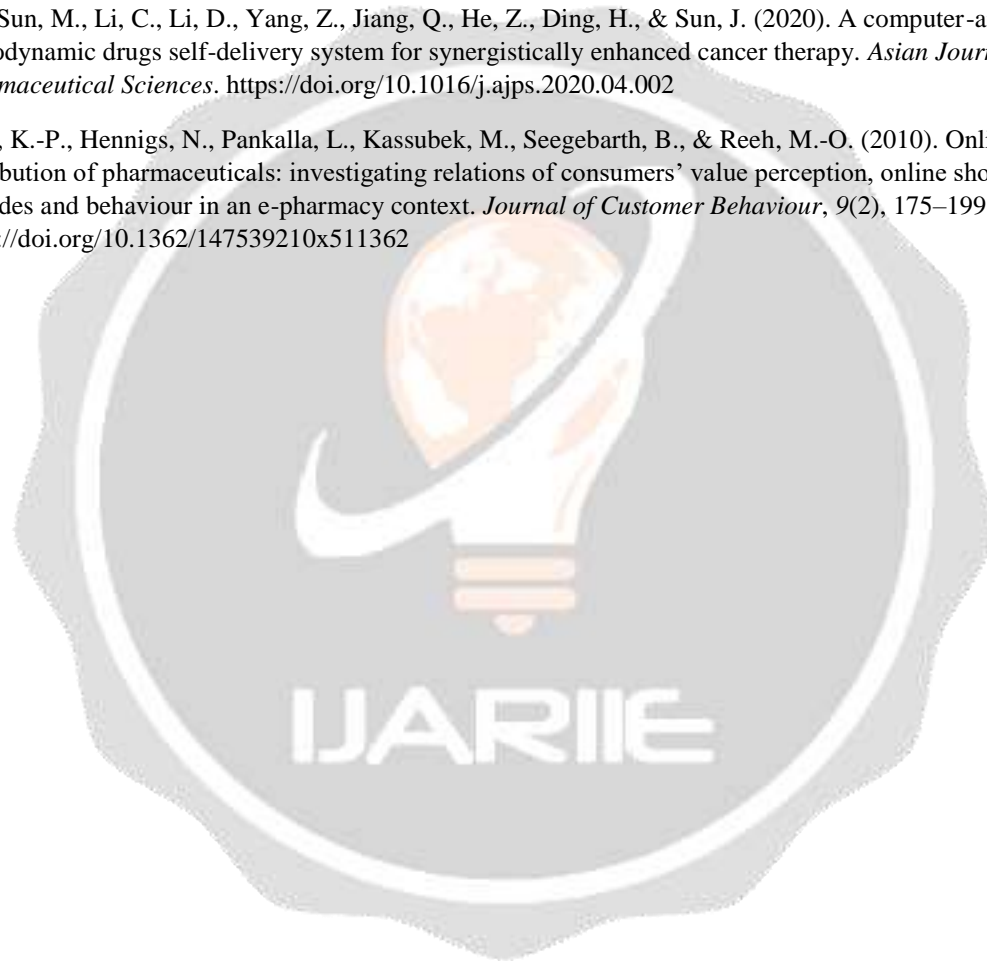 Sun, M., Li, C., Li, D., Yang, Z., Jiang, Q., He, Z., Ding, H., & Sun, J. (2020). A computer-a
odynamic drugs self-delivery system for synergistically enhanced cancer therapy. Asian Journ
maceutical Sciences. https://doi.org/10.1016/j.ajps.2020.04.002
, K.-P., Hennigs, N., Pankalla, L., Kassubek, M., Seegebarth, B., & Reeh, M.-O. (2010). Onli
bution of pharmaceuticals: investigating relations of consumers’ value perception, online sho
des and behaviour in an e-pharmacy context. Journal of Customer Behaviour, 9(2), 175–199
://doi.org/10.1362/147539210x511362
IJARIIE